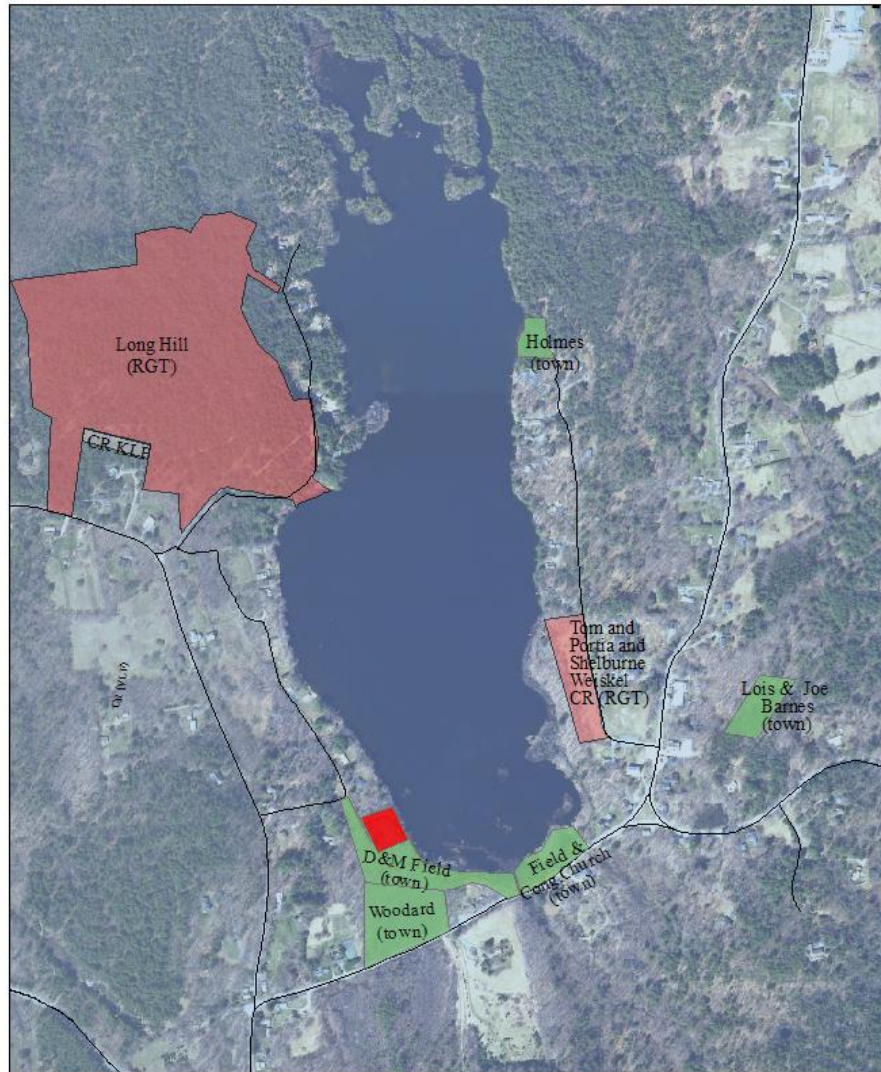 Long Hill
(RGT)
CR KLF
Holmes
(town)
Tom and
Portia and
Shelburne
Weiskel
CR (RGT)
Lois & Joe
Barnes
(town)
D&M Field
(town)
Field &
Cong. Church
(town)
Woodard
(town)